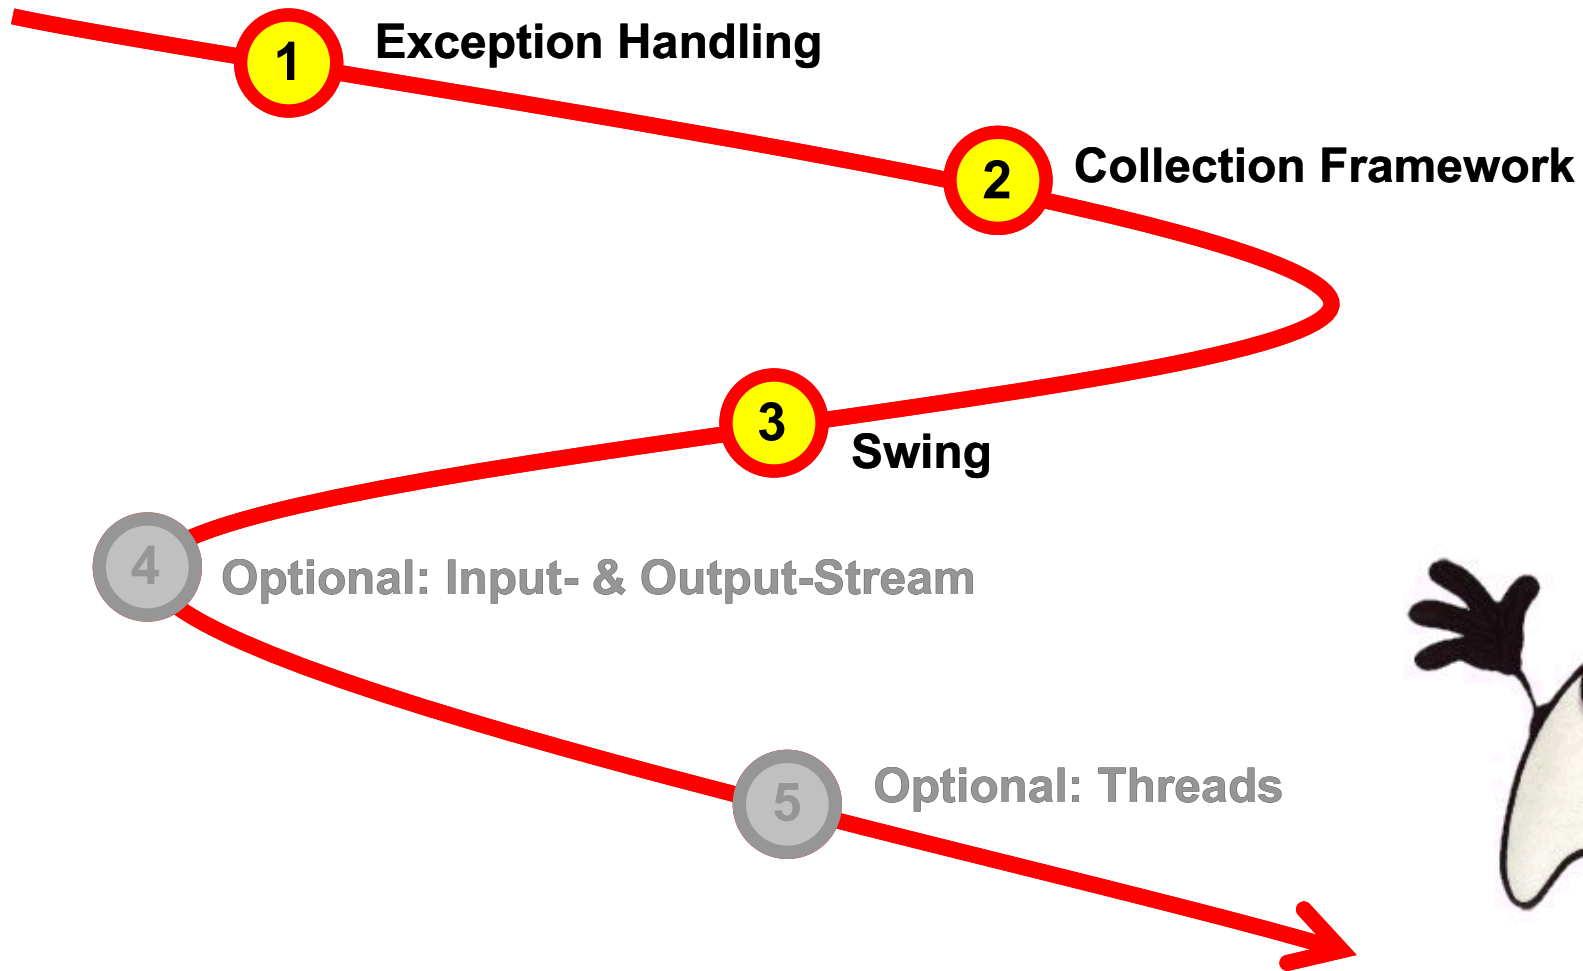 1 Exception Handling
2 Collection Framework
3 Swing
4 Optional: Input- & Output-Stream
5 Optional: Threads